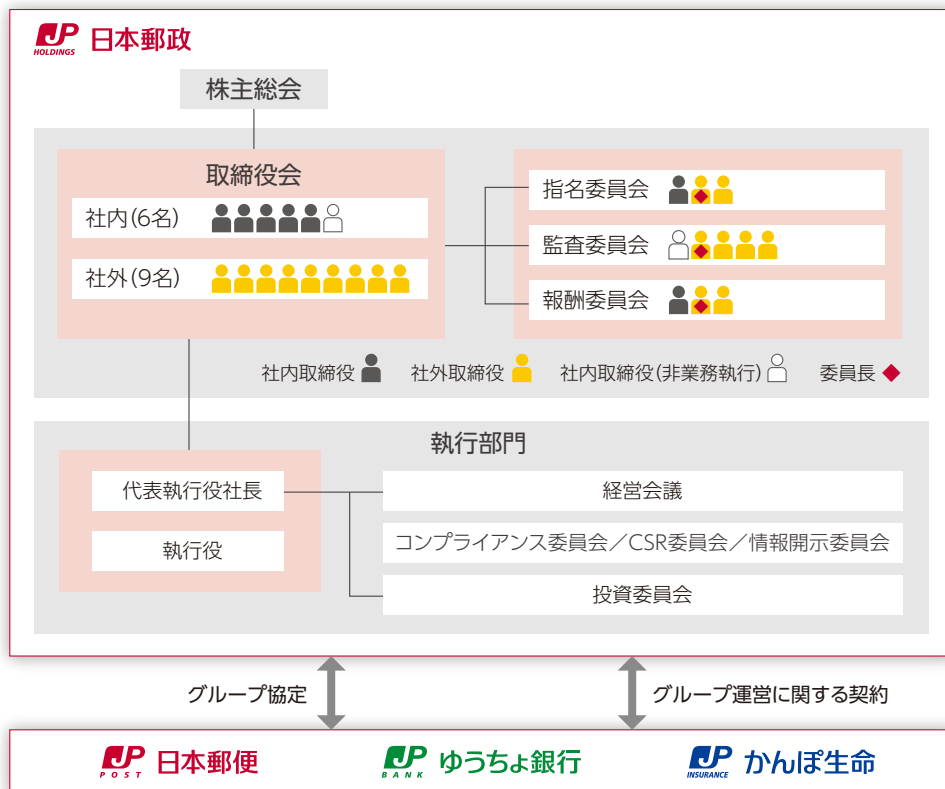 JP HOLDINGS 日本郵政
株主総会
取締役会
社内(6名)
社外(9名)
指名委員会
監査委員会
報酬委員会
社内取締役 社外取締役 社内取締役(非業務執行) 委員長
執行部門
代表執行役社長
執行役
経営会議
コンプライアンス委員会/CSR委員会/情報開示委員会
投資委員会
グループ協定 グループ運営に関する契約
JP POST 日本郵便 JP BANK ゆうちょ銀行 JP INSURANCE かんぽ生命